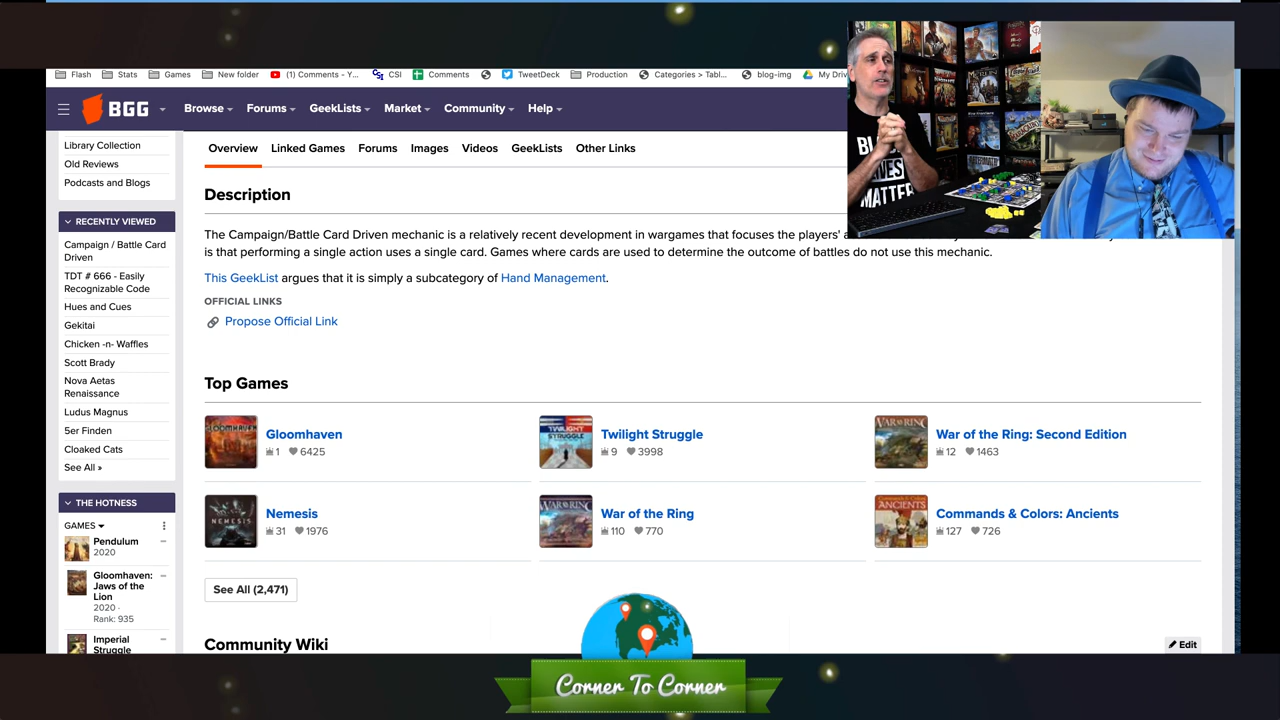 Flash Stats Games New folder (1) Comments - Y... CSI Comments TweetDeck Production Categories > Tabl... blog-img My Driv
BGG Browse Forums GeekLists Market Community Help
Library Collection
Old Reviews
Podcasts and Blogs
RECENTLY VIEWED
Campaign / Battle Card
Driven
TDT # 666 - Easily
Recognizable Code
Hues and Cues
Gekitai
Chicken -n- Waffles
Scott Brady
Nova Aetas
Renaissance
Ludus Magnus
5er Finden
Cloaked Cats
See All »
THE HOTNESS
GAMES
Pendulum
2020
Gloomhaven:
Jaws of the
Lion
2020 ·
Rank: 935
Imperial
Struggle
Overview Linked Games Forums Images Videos GeekLists Other Links
Description
The Campaign/Battle Card Driven mechanic is a relatively recent development in wargames that focuses the players' a
is that performing a single action uses a single card. Games where cards are used to determine the outcome of battles do not use this mechanic.
This GeekList argues that it is simply a subcategory of Hand Management.
OFFICIAL LINKS
Propose Official Link
Top Games
Gloomhaven
1 6425
Twilight Struggle
9 3998
War of the Ring: Second Edition
12 1463
Nemesis
31 1976
War of the Ring
110 770
Commands & Colors: Ancients
127 726
See All (2,471)
Community Wiki
Edit
MATTER
Corner To Corner